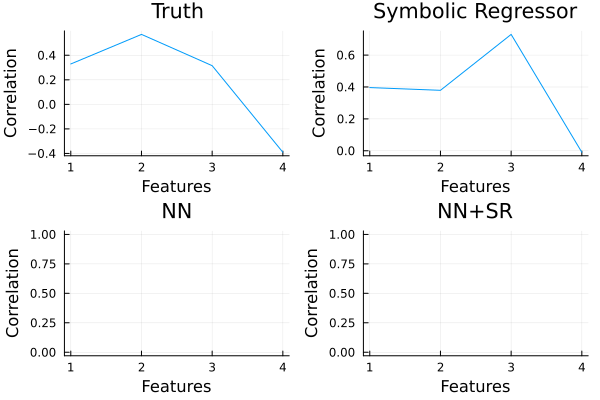 Truth
Correlation
0.4
0.2
0.0
−0.2
−0.4
1 2 3 4
Features
Symbolic Regressor
Correlation
0.6
0.4
0.2
0.0
1 2 3 4
Features
NN
Correlation
1.00
0.75
0.50
0.25
0.00
1 2 3 4
Features
NN+SR
Correlation
1.00
0.75
0.50
0.25
0.00
1 2 3 4
Features